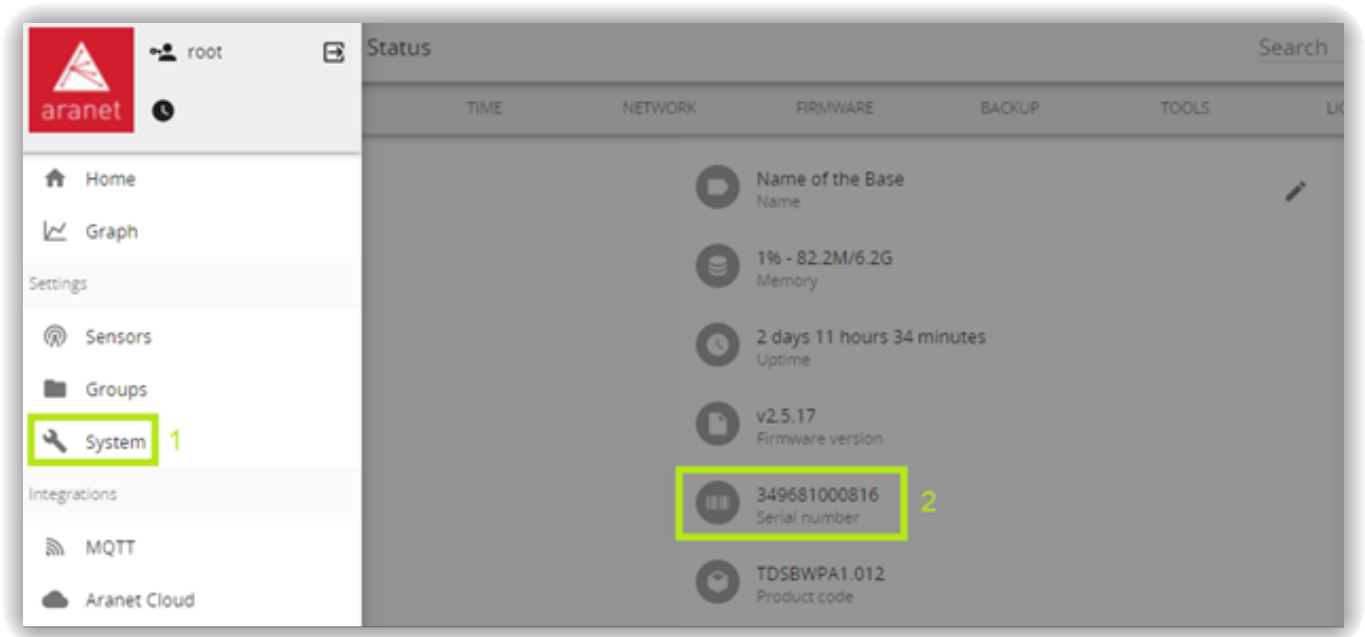 root
aranet
Home
Graph
Settings
Sensors
Groups
System 1
Integrations
MQTT
Aranet Cloud
Status
Search
TIME NETWORK FIRMWARE BACKUP TOOLS
Name of the Base
Name
1% - 82.2M/6.2G
Memory
2 days 11 hours 34 minutes
Uptime
v2.5.17
Firmware version
349681000816
Serial number
2
TDSBWPA1.012
Product code